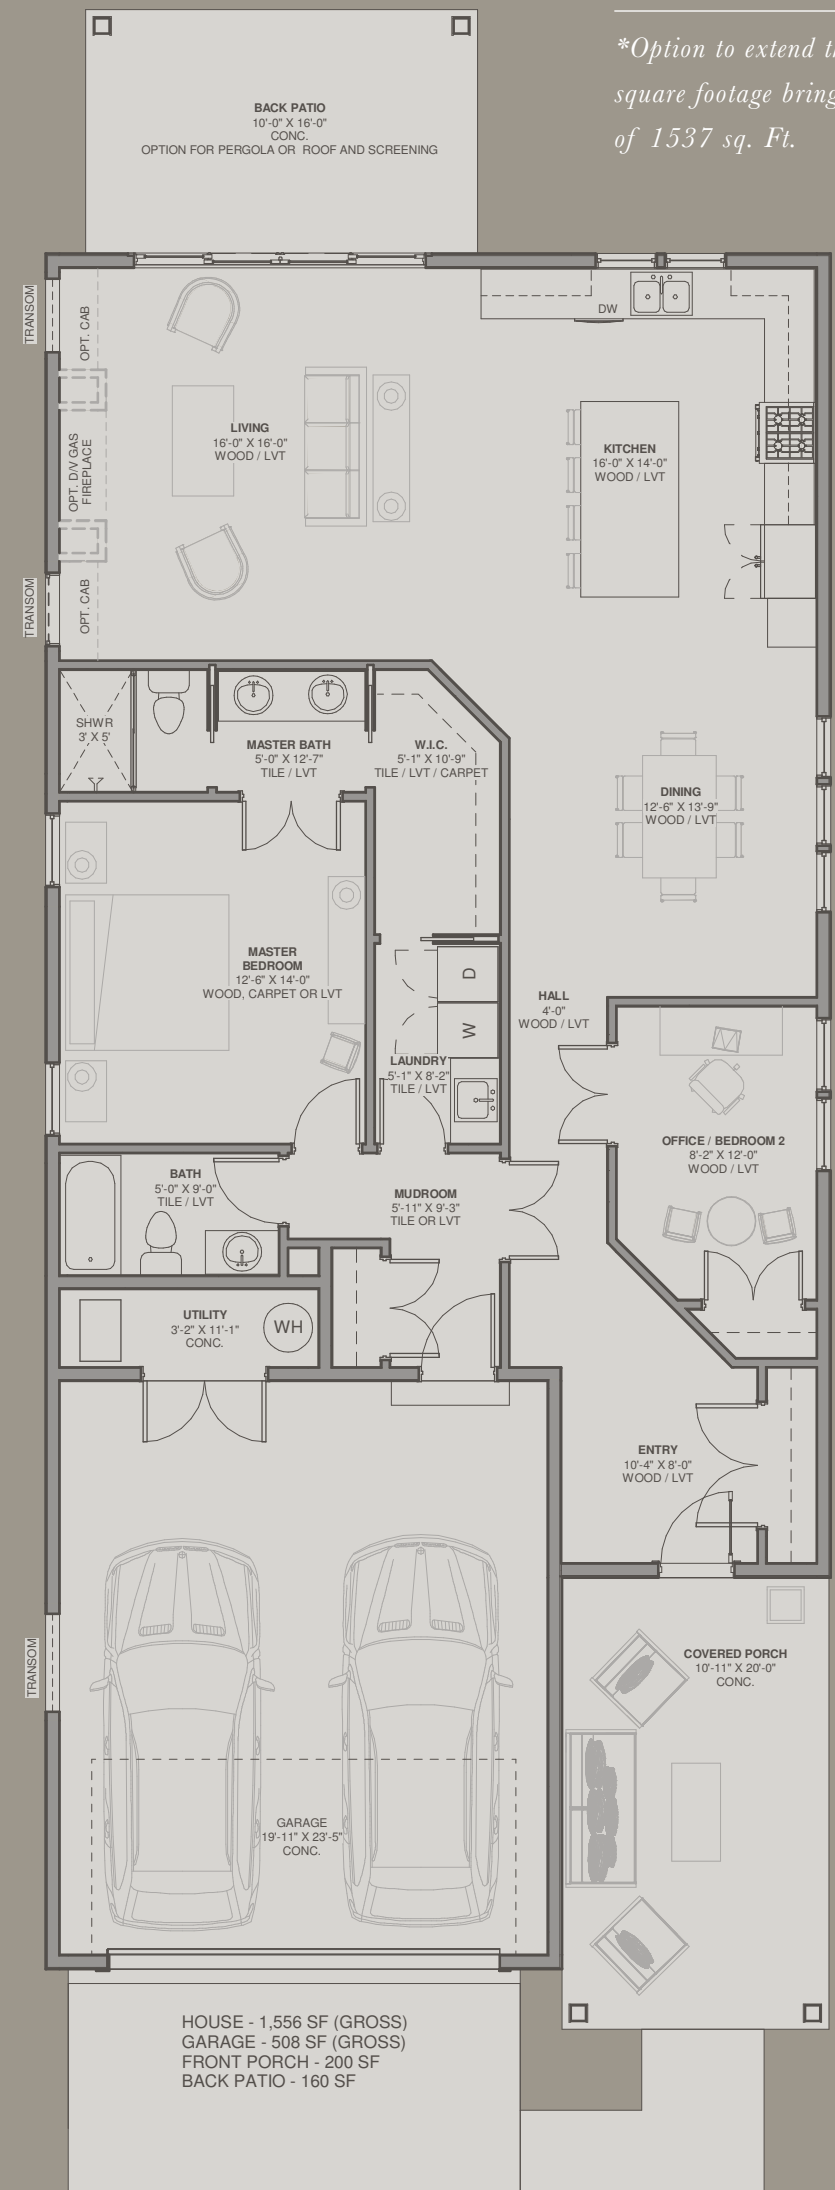 *Option to extend
square footage
of 1537 sq. Ft.
BACK PATIO
10'-0" X 16'-0"
CONC.
OPTION FOR PERGOLA OR ROOF AND SCREENING
TRANSOM
OPT. CAB
DW
LIVING
16'-0" X 16'-0"
WOOD / LVT
KITCHEN
16'-0" X 14'-0"
WOOD / LVT
OPT. D/V GAS
FIREPLACE
TRANSOM
OPT. CAB
SHWR
3' X 5'
MASTER BATH
5'-0" X 12'-7"
TILE / LVT
W.I.C.
5'-1" X 10'-9"
TILE / LVT / CARPET
DINING
12'-6" X 13'-9"
WOOD / LVT
MASTER
BEDROOM
12'-6" X 14'-0"
WOOD, CARPET OR LVT
D
W
HALL
4'-0"
WOOD / LVT
LAUNDRY
5'-1" X 8'-2"
TILE / LVT
OFFICE / BEDROOM 2
8'-2" X 12'-0"
WOOD / LVT
BATH
5'-0" X 9'-0"
TILE / LVT
MUDROOM
5'-11" X 9'-3"
TILE OR LVT
UTILITY
3'-2" X 11'-1"
CONC.
WH
ENTRY
10'-4" X 8'-0"
WOOD / LVT
TRANSOM
COVERED PORCH
10'-11" X 20'-0"
CONC.
GARAGE
19'-11" X 23'-5"
CONC.
HOUSE - 1,556 SF (GROSS)
GARAGE - 508 SF (GROSS)
FRONT PORCH - 200 SF
BACK PATIO - 160 SF